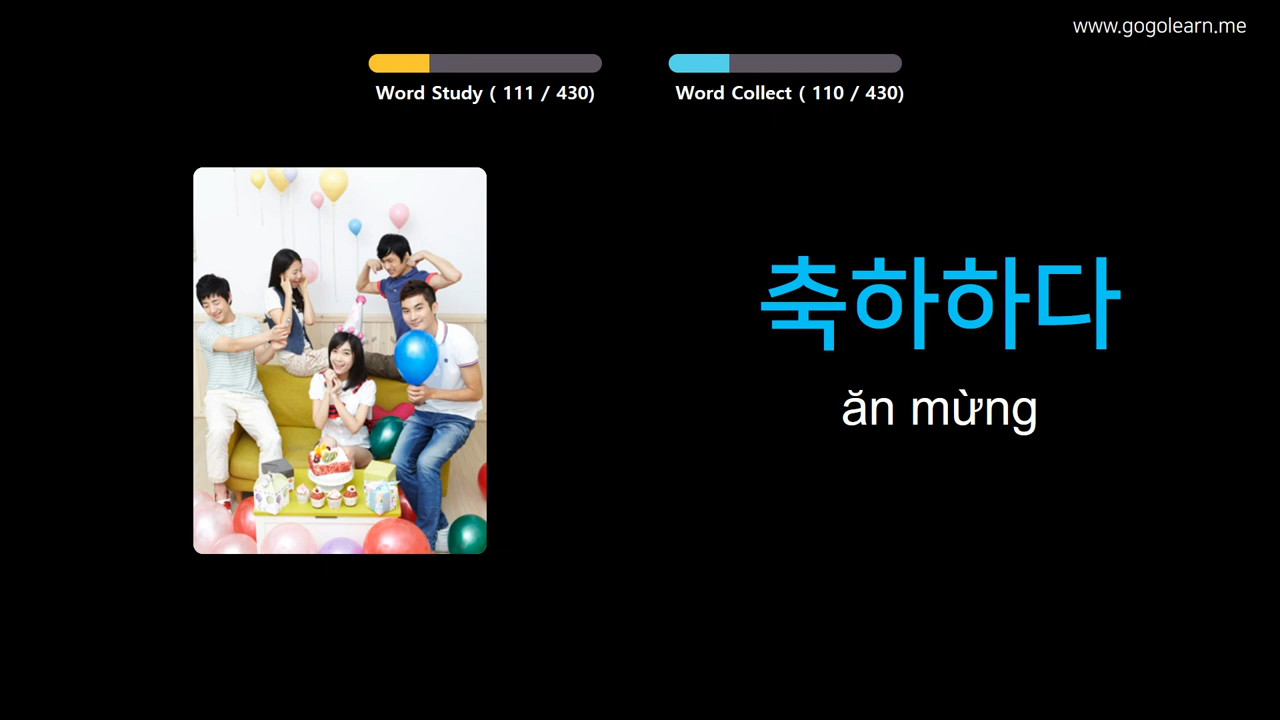 www.gogolearn.me
Word Study ( 111 / 430)
Word Collect ( 110 / 430)
축하하다
ăn mừng